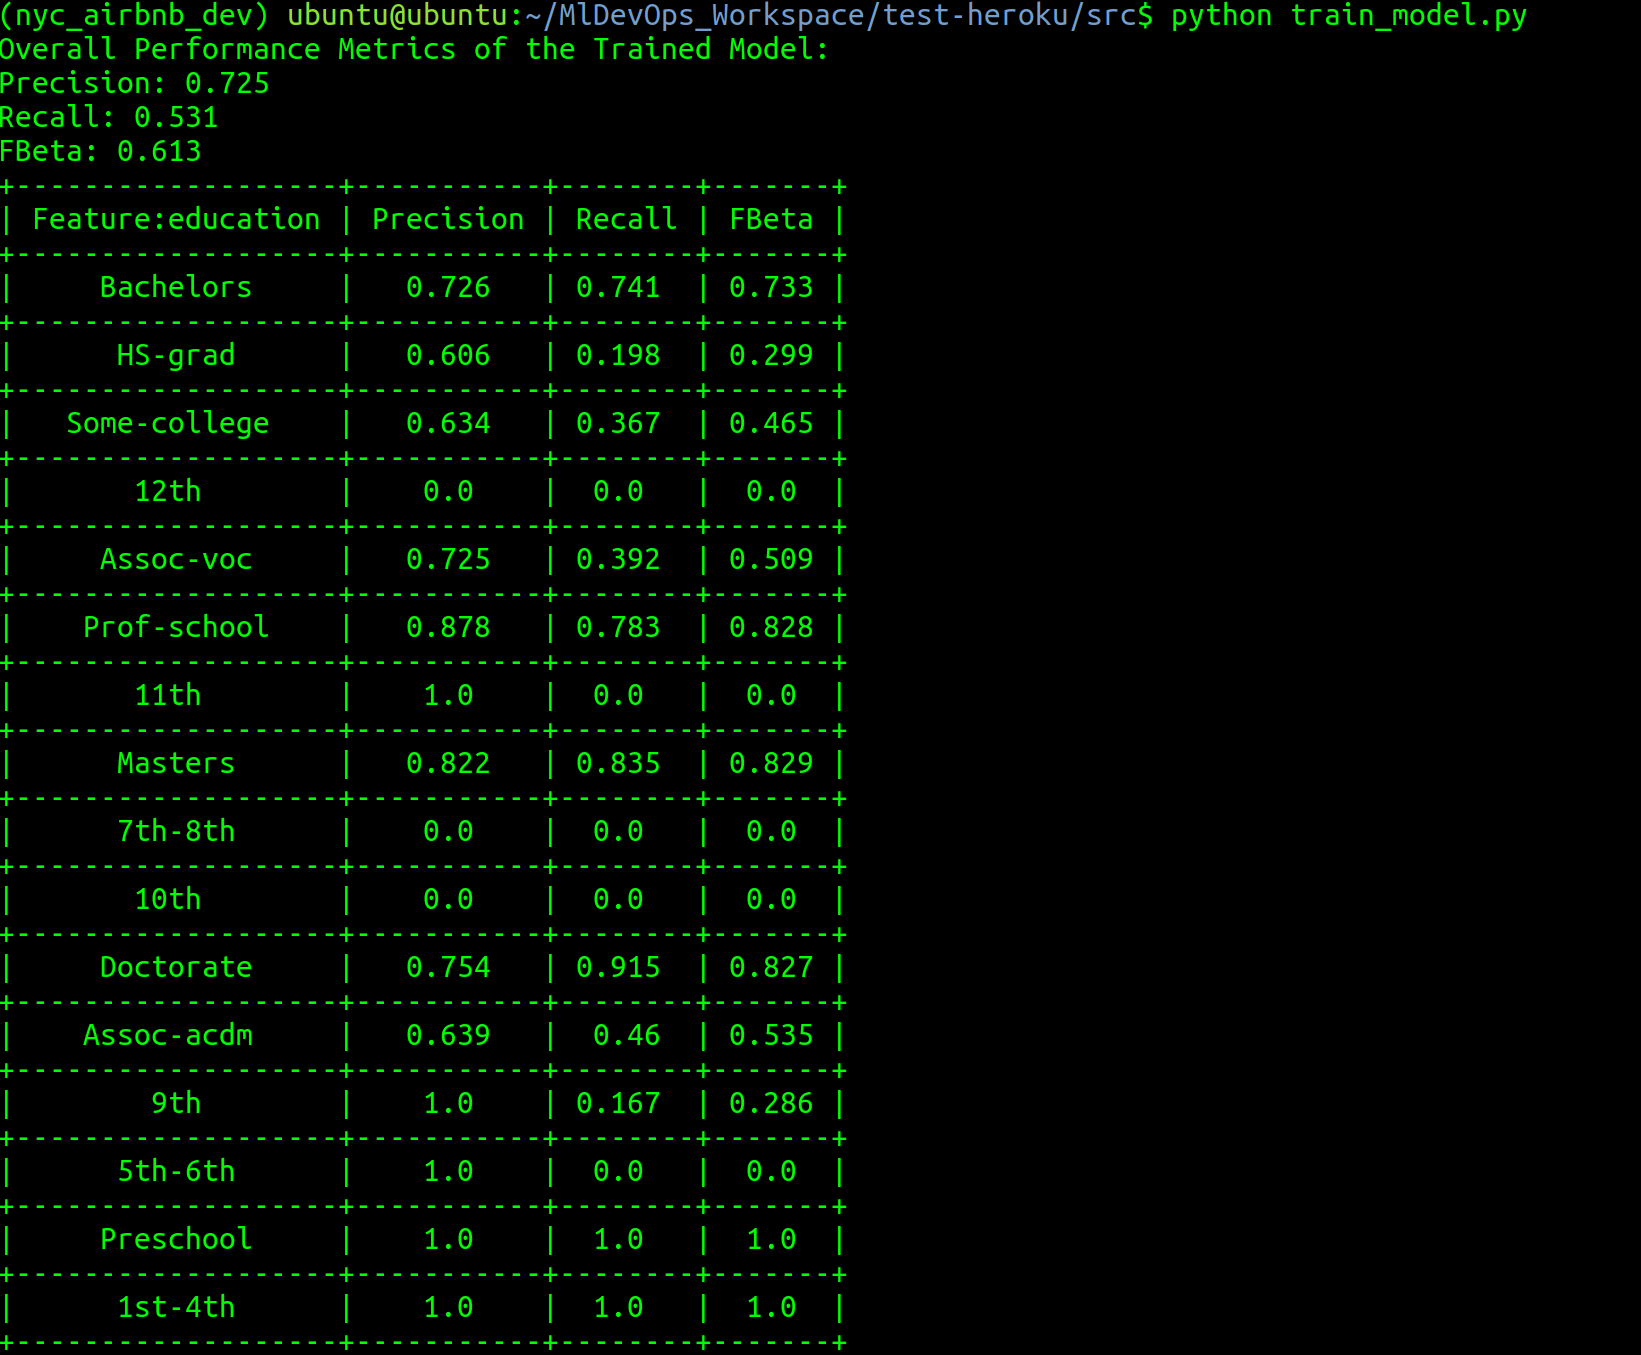 (nyc_airbnb_dev) ubuntu@ubuntu:~/MlDevOps_Workspace/test-heroku/src$ python train_model.py
Overall Performance Metrics of the Trained Model:
Precision: 0.725
Recall: 0.531
FBeta: 0.613
+-------------------+-----------+--------+-------+
| Feature:education | Precision | Recall | FBeta |
+-------------------+-----------+--------+-------+
|     Bachelors     |   0.726   | 0.741  | 0.733 |
+-------------------+-----------+--------+-------+
|      HS-grad      |   0.606   | 0.198  | 0.299 |
+-------------------+-----------+--------+-------+
|   Some-college    |   0.634   | 0.367  | 0.465 |
+-------------------+-----------+--------+-------+
|       12th        |    0.0    |  0.0   |  0.0  |
+-------------------+-----------+--------+-------+
|     Assoc-voc     |   0.725   | 0.392  | 0.509 |
+-------------------+-----------+--------+-------+
|    Prof-school    |   0.878   | 0.783  | 0.828 |
+-------------------+-----------+--------+-------+
|       11th        |    1.0    |  0.0   |  0.0  |
+-------------------+-----------+--------+-------+
|      Masters      |   0.822   | 0.835  | 0.829 |
+-------------------+-----------+--------+-------+
|      7th-8th      |    0.0    |  0.0   |  0.0  |
+-------------------+-----------+--------+-------+
|       10th        |    0.0    |  0.0   |  0.0  |
+-------------------+-----------+--------+-------+
|     Doctorate     |   0.754   | 0.915  | 0.827 |
+-------------------+-----------+--------+-------+
|    Assoc-acdm     |   0.639   |  0.46  | 0.535 |
+-------------------+-----------+--------+-------+
|        9th        |    1.0    | 0.167  | 0.286 |
+-------------------+-----------+--------+-------+
|      5th-6th      |    1.0    |  0.0   |  0.0  |
+-------------------+-----------+--------+-------+
|     Preschool     |    1.0    |  1.0   |  1.0  |
+-------------------+-----------+--------+-------+
|      1st-4th      |    1.0    |  1.0   |  1.0  |
+-------------------+-----------+--------+-------+